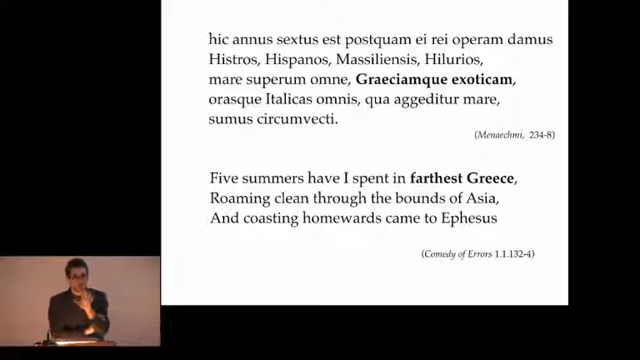 hic annus sextus est postquam ei rei operam damus
Histros, Hispanos, Massiliensis, Hilurios,
mare superum omne, Graeciamque exoticam,
orasque Italicas omnis, qua aggeditur mare,
sumus circumvecti.
(Menaechmi, 234-8)
Five summers have I spent in farthest Greece,
Roaming clean through the bounds of Asia,
And coasting homewards came to Ephesus
(Comedy of Errors 1.1.132-4)